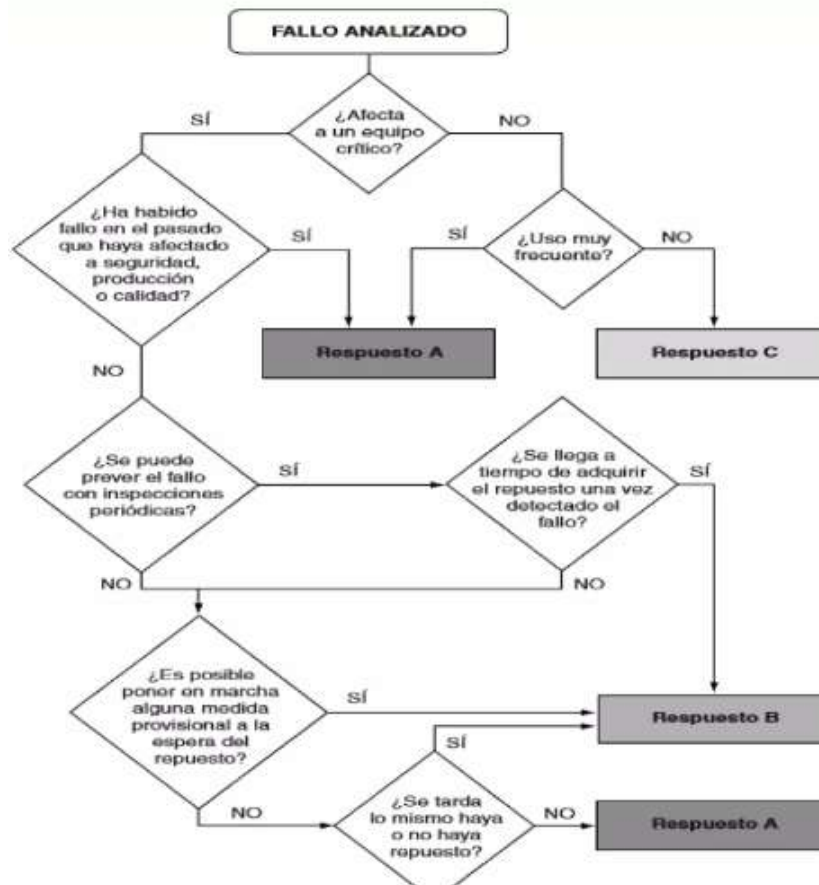 FALLO ANALIZADO
¿Afecta
a un equipo
crítico?
SÍ
NO
¿Ha habido
fallo en el pasado
que haya afectado
a seguridad,
producción
o calidad?
SÍ
SÍ
¿Uso muy
frecuente?
NO
Respuesto A
Respuesto C
NO
¿Se puede
prever el fallo
con inspecciones
periódicas?
SÍ
¿Se llega a
tiempo de adquirir
el repuesto una vez
detectado el
fallo?
SÍ
NO
NO
¿Es posible
poner en marcha
alguna medida
provisional a la
espera del
repuesto?
SÍ
Respuesto B
SÍ
NO
¿Se tarda
lo mismo haya
o no haya
repuesto?
NO
Respuesto A